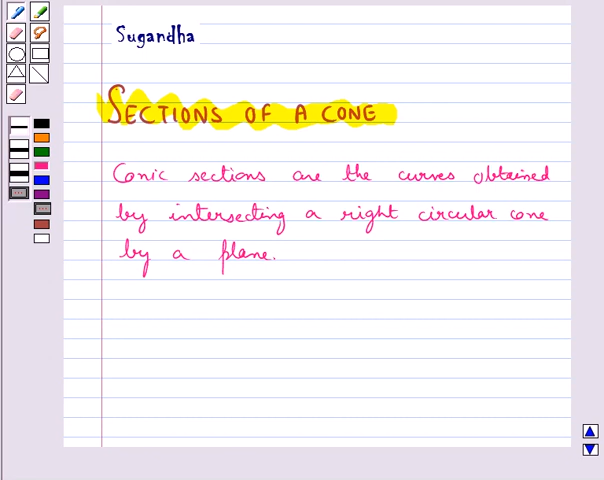 Sugandha
SECTIONS OF A CONE
Conic sections are the curves obtained
by intersecting a right circular cone
by a plane.